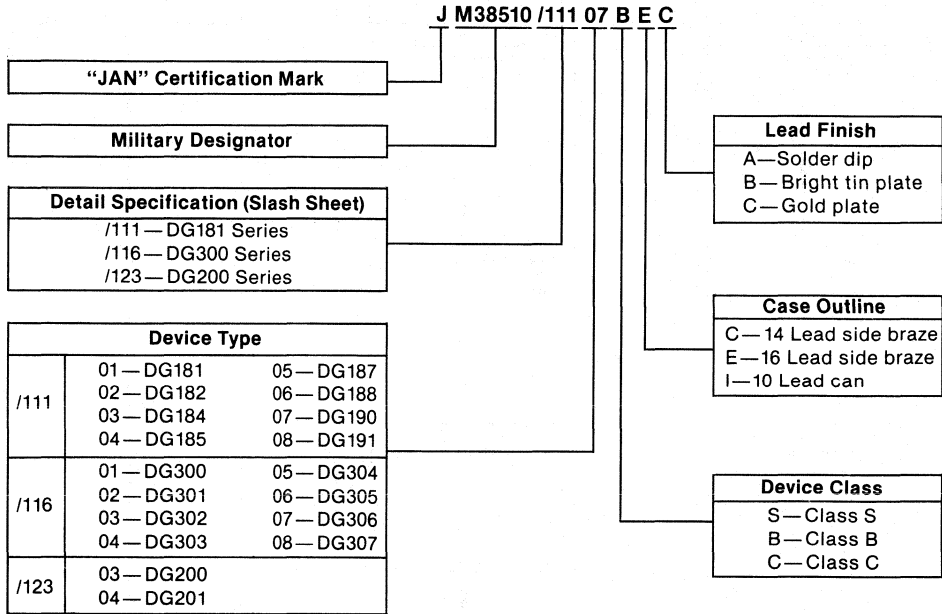 J M38510 /111 07 B E C
"JAN" Certification Mark
Military Designator
Detail Specification (Slash Sheet)
/111—DG181 Series
/116—DG300 Series
/123—DG200 Series
Device Type
/111
01—DG181 05—DG187
02—DG182 06—DG188
03—DG184 07—DG190
04—DG185 08—DG191
/116
01—DG300 05—DG304
02—DG301 06—DG305
03—DG302 07—DG306
04—DG303 08—DG307
/123
03—DG200
04—DG201
Lead Finish
A—Solder dip
B—Bright tin plate
C—Gold plate
Case Outline
C—14 Lead side braze
E—16 Lead side braze
I—10 Lead can
Device Class
S—Class S
B—Class B
C—Class C